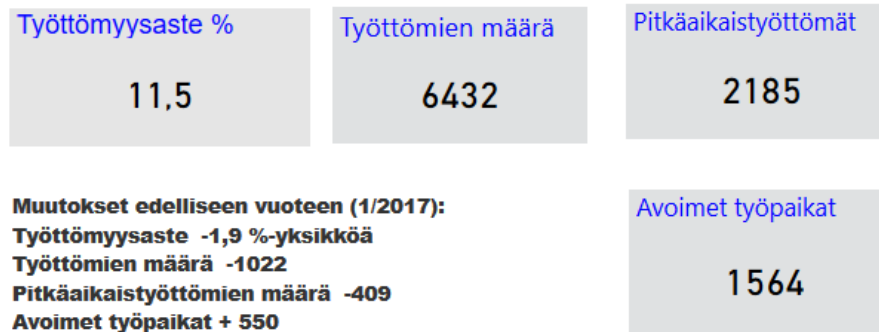 Työttömyysaste %
11,5
Työttömien määrä
6432
Pitkäaikaistyöttömät
2185
Muutokset edelliseen vuoteen (1/2017):
Työttömyysaste -1,9 %-yksikköä
Työttömien määrä -1022
Pitkäaikaistyöttömien määrä -409
Avoimet työpaikat + 550
Avoimet työpaikat
1564